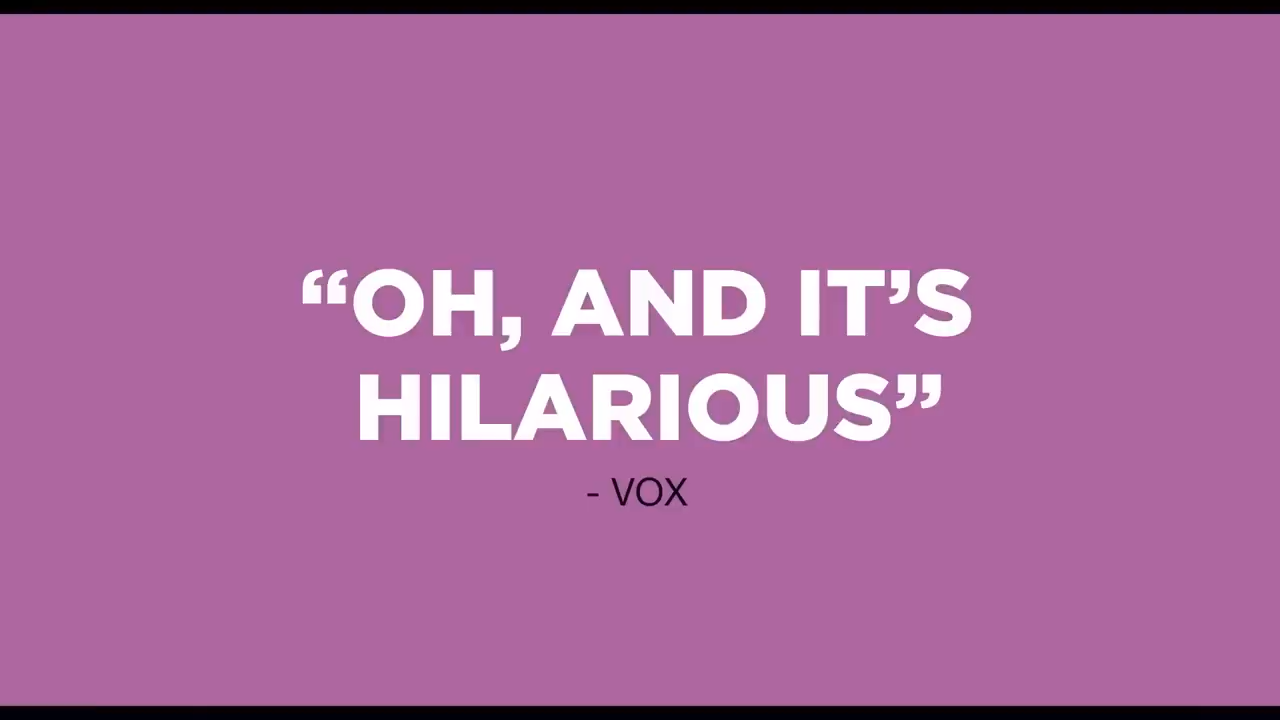 “OH, AND IT’S
HILARIOUS”
- VOX